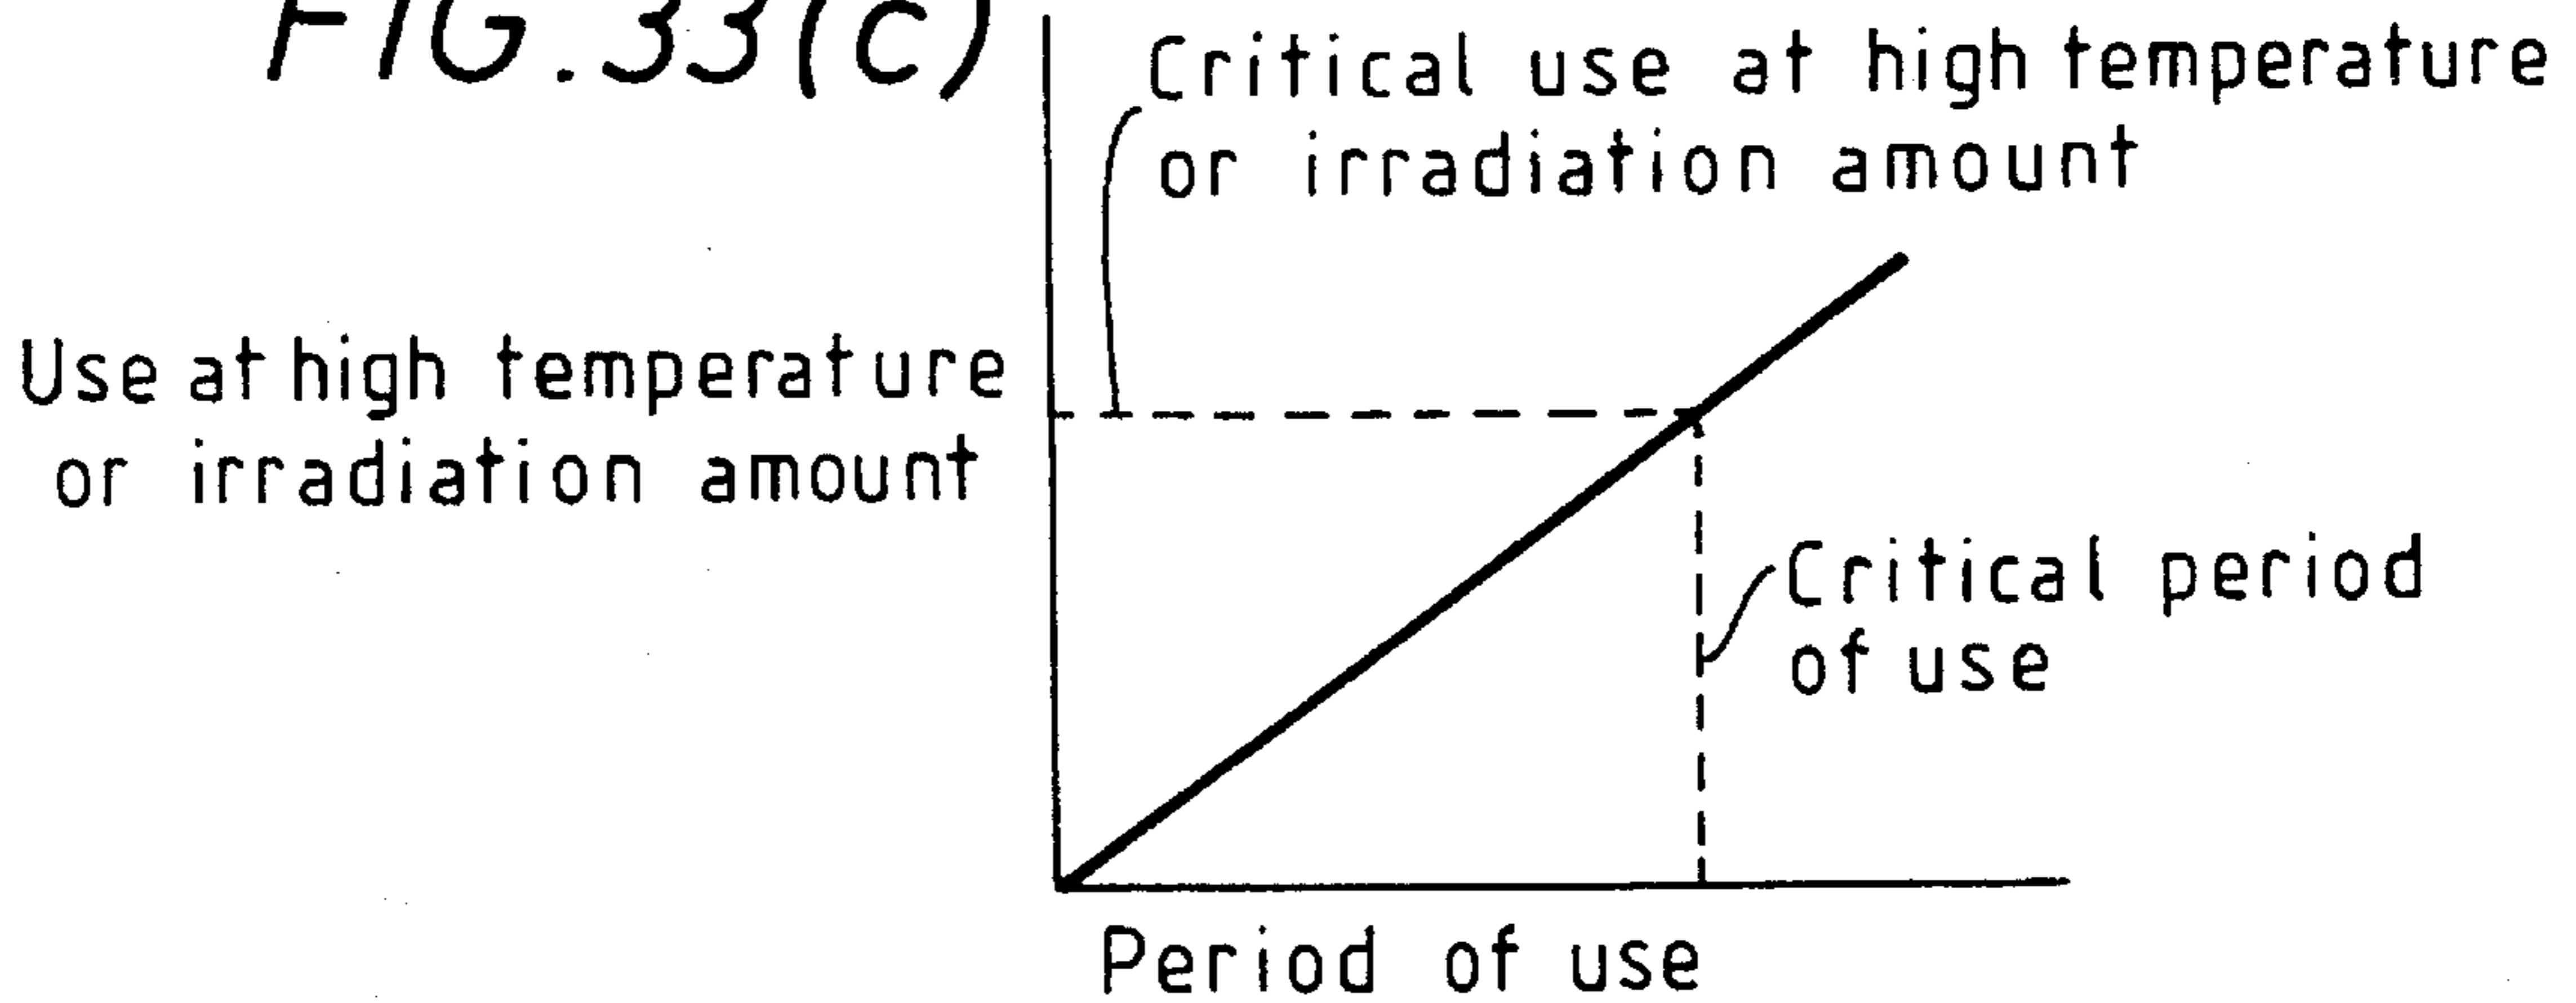 FIG.33(c)
Critical use at high temperature
or irradiation amount
Use at high temperature
or irradiation amount
Critical period
of use
Period of use